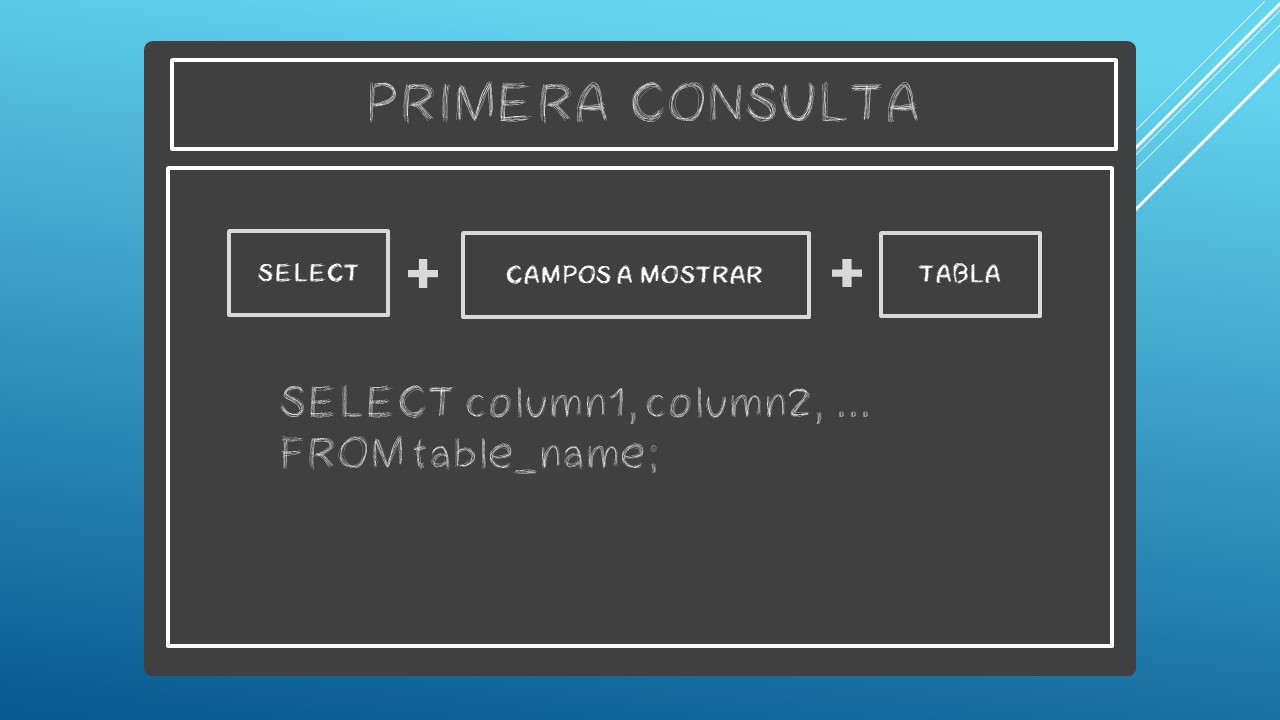 PRIMERA CONSULTA
SELECT + CAMPOS A MOSTRAR + TABLA
SELECT column1, column2, ...
FROM table_name;